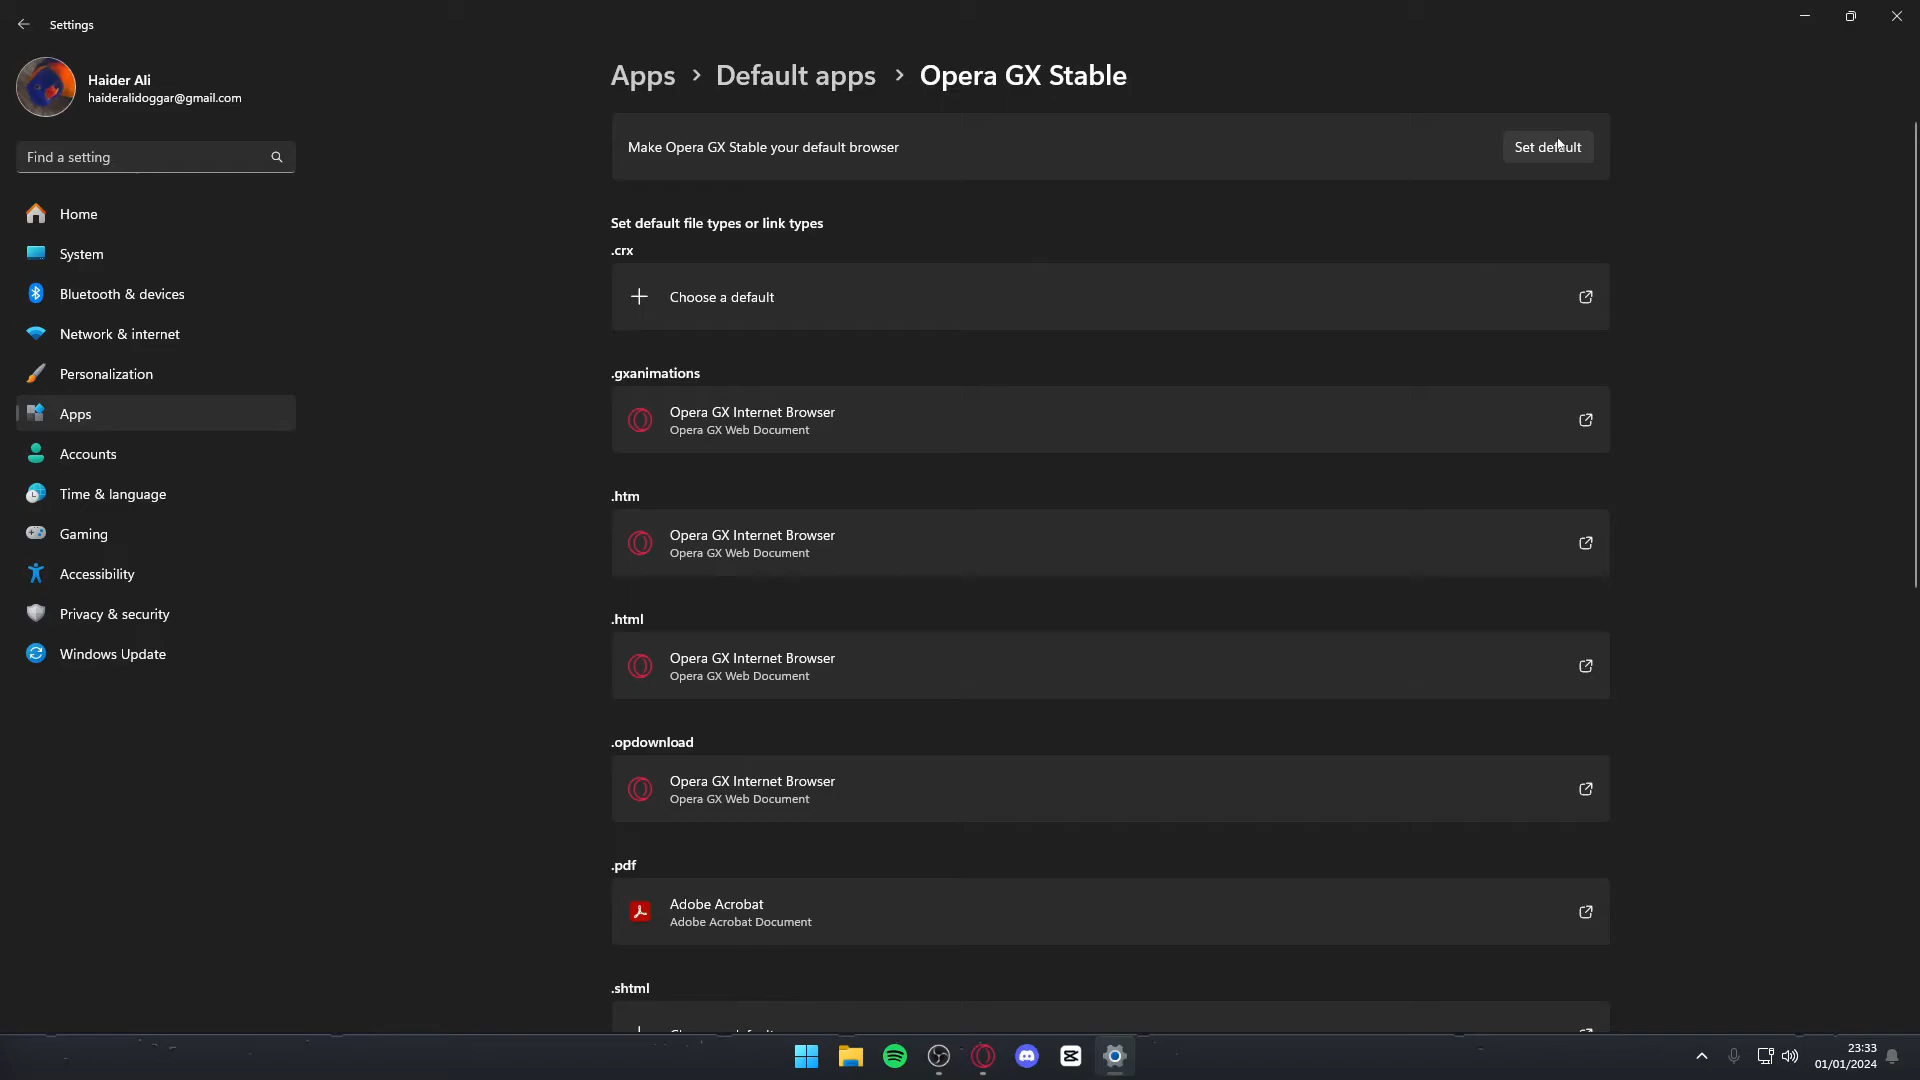 Settings
Haider Ali
haideralidoggar@gmail.com
Find a setting
Home
System
Bluetooth & devices
Network & internet
Personalization
Apps
Accounts
Time & language
Gaming
Accessibility
Privacy & security
Windows Update
Apps > Default apps > Opera GX Stable
Make Opera GX Stable your default browser
Set default
Set default file types or link types
.crx
Choose a default
.gxanimations
Opera GX Internet Browser
Opera GX Web Document
.htm
Opera GX Internet Browser
Opera GX Web Document
.html
Opera GX Internet Browser
Opera GX Web Document
.opdownload
Opera GX Internet Browser
Opera GX Web Document
.pdf
Adobe Acrobat
Adobe Acrobat Document
.shtml
23:33
01/01/2024